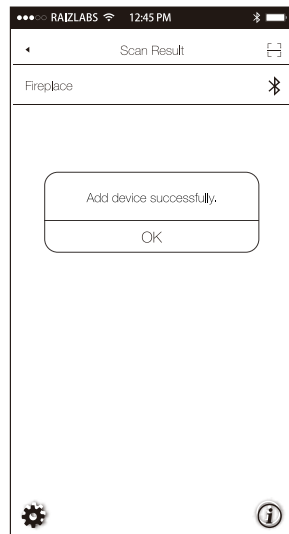 RAIZLABS 12:45 PM
Scan Result
Fireplace
Add device successfully.
OK
i